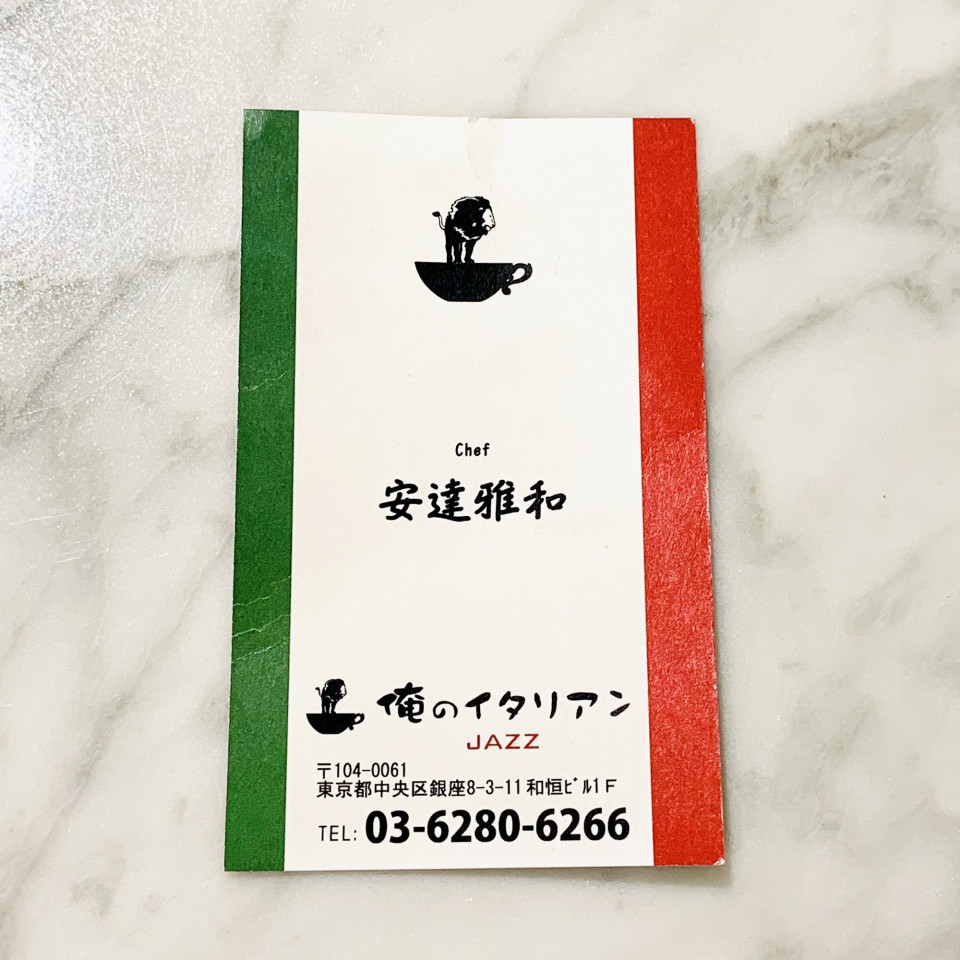 Chef
安達雅和
俺のイタリアン
JAZZ
〒104-0061
東京都中央区銀座8-3-11 和恒ﾋﾞﾙ1F
TEL: 03-6280-6266